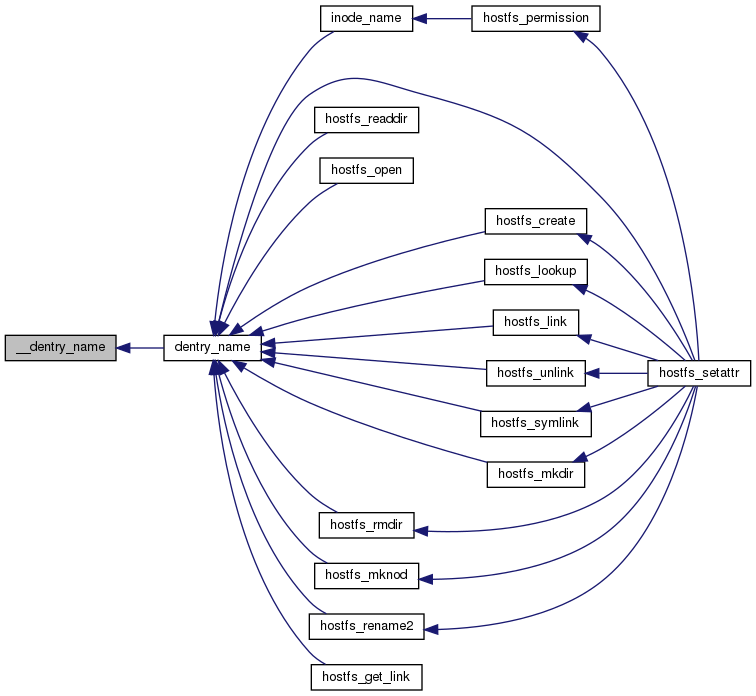 inode_name
hostfs_permission
hostfs_readdir
hostfs_open
hostfs_create
hostfs_lookup
hostfs_link
__dentry_name
dentry_name
hostfs_unlink
hostfs_setattr
hostfs_symlink
hostfs_mkdir
hostfs_rmdir
hostfs_mknod
hostfs_rename2
hostfs_get_link